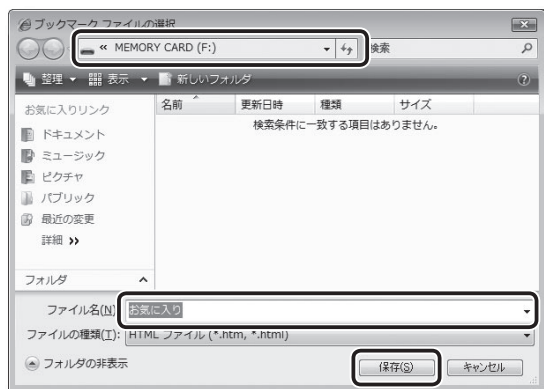 ブックマーク ファイルの選択
« MEMORY CARD (F:)
検索
整理 表示 新しいフォルダ
お気に入りリンク
ドキュメント
ミュージック
ピクチャ
パブリック
最近の変更
詳細 »
フォルダ
名前 更新日時 種類 サイズ
検索条件に一致する項目はありません。
ファイル名(N): お気に入り
ファイルの種類(T): HTML ファイル (*.htm, *.html)
フォルダの非表示
保存(S) キャンセル